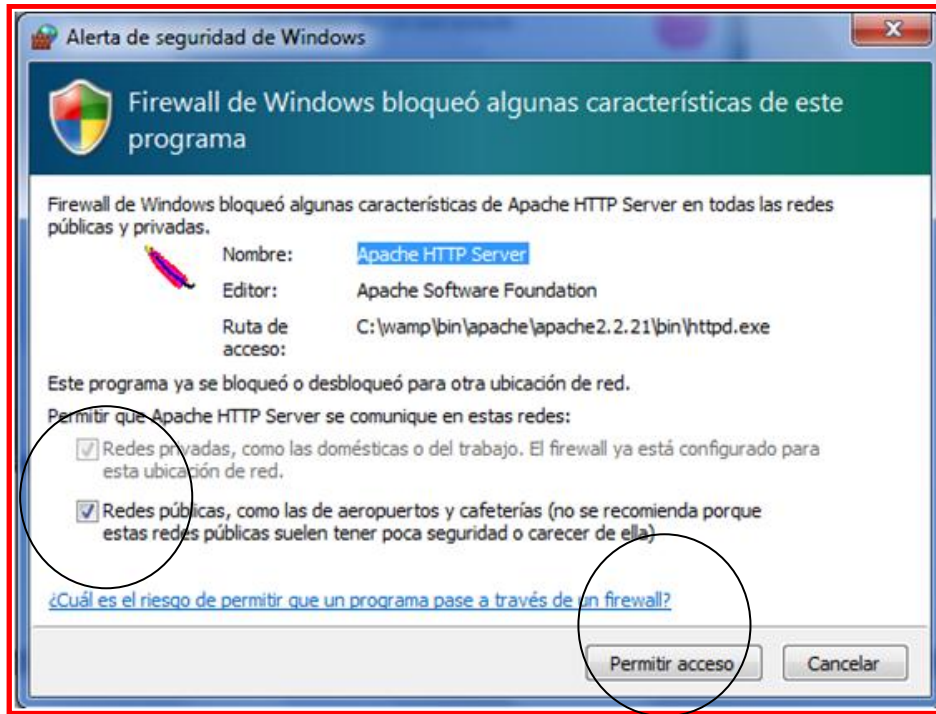 Alerta de seguridad de Windows
Firewall de Windows bloqueó algunas características de este
programa
Firewall de Windows bloqueó algunas características de Apache HTTP Server en todas las redes
públicas y privadas.
Nombre: Apache HTTP Server
Editor: Apache Software Foundation
Ruta de C:\wamp\bin\apache\apache2.2.21\bin\httpd.exe
acceso:
Este programa ya se bloqueó o desbloqueó para otra ubicación de red.
Permitir que Apache HTTP Server se comunique en estas redes:
Redes privadas, como las domésticas o del trabajo. El firewall ya está configurado para
esta ubicación de red.
Redes públicas, como las de aeropuertos y cafeterías (no se recomienda porque
estas redes públicas suelen tener poca seguridad o carecer de ella)
¿Cuál es el riesgo de permitir que un programa pase a través de un firewall?
Permitir acceso Cancelar